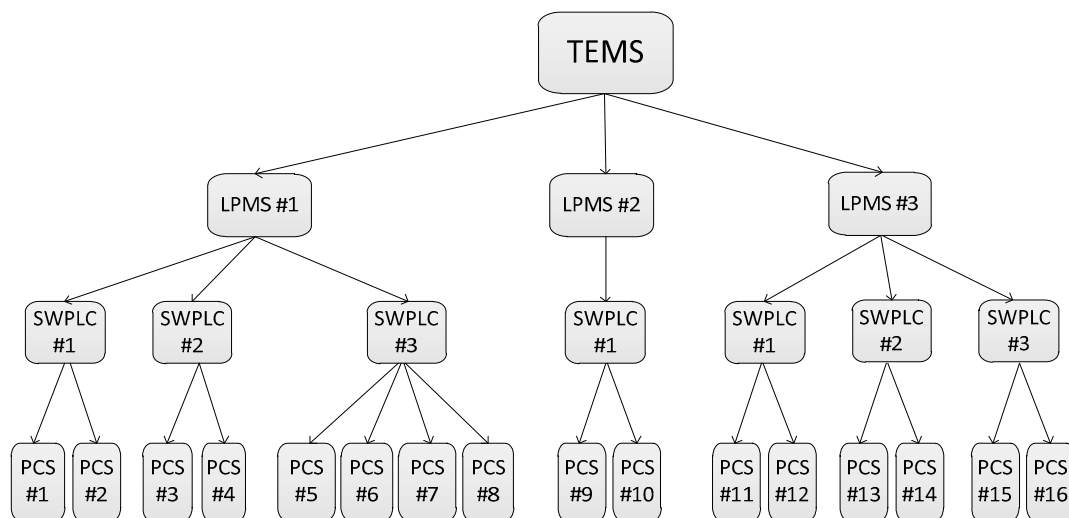 TEMS
LPMS #1
LPMS #2
LPMS #3
SWPLC
#1
SWPLC
#2
SWPLC
#3
SWPLC
#1
SWPLC
#1
SWPLC
#2
SWPLC
#3
PCS
#1
PCS
#2
PCS
#3
PCS
#4
PCS
#5
PCS
#6
PCS
#7
PCS
#8
PCS
#9
PCS
#10
PCS
#11
PCS
#12
PCS
#13
PCS
#14
PCS
#15
PCS
#16